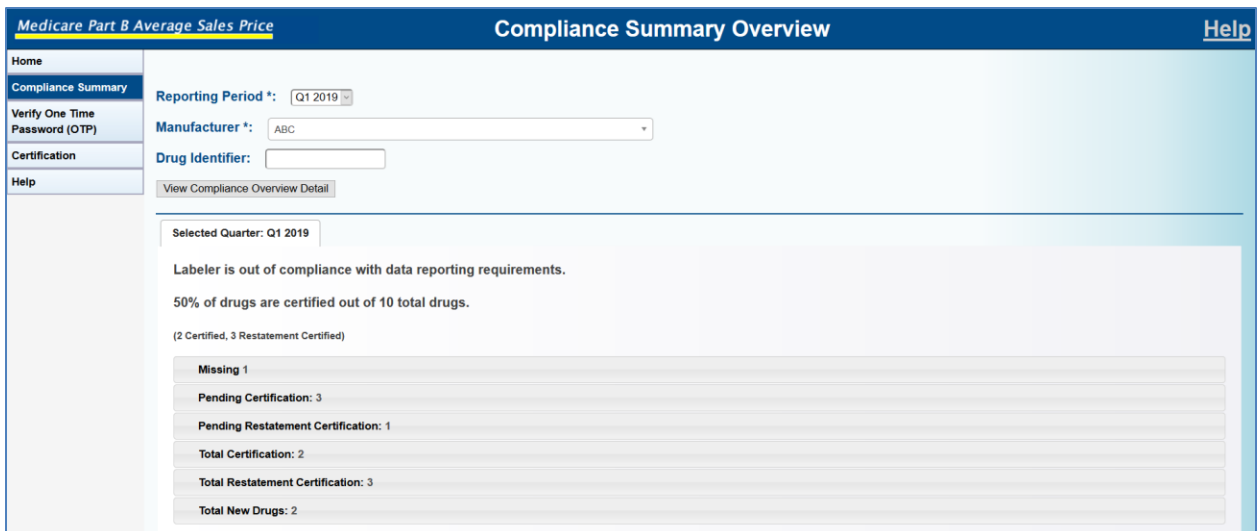 Medicare Part B Average Sales Price
Compliance Summary Overview
Help
Home
Compliance Summary
Verify One Time
Password (OTP)
Certification
Help
Reporting Period *: Q1 2019
Manufacturer *: ABC
Drug Identifier:
View Compliance Overview Detail
Selected Quarter: Q1 2019
Labeler is out of compliance with data reporting requirements.
50% of drugs are certified out of 10 total drugs.
(2 Certified, 3 Restatement Certified)
Missing 1
Pending Certification: 3
Pending Restatement Certification: 1
Total Certification: 2
Total Restatement Certification: 3
Total New Drugs: 2